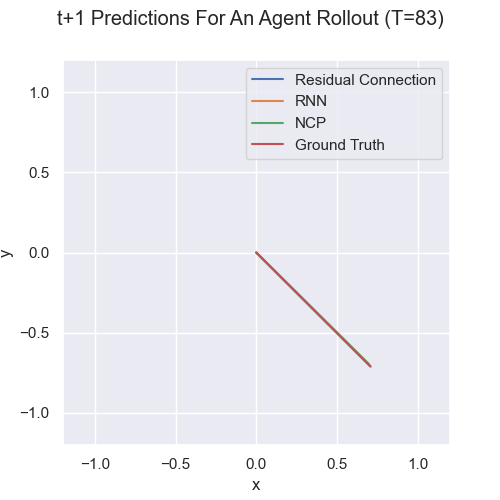 t+1 Predictions For An Agent Rollout (T=83)
Residual Connection
RNN
NCP
Ground Truth
1.0
0.5
0.0
−0.5
−1.0
y
−1.0 −0.5 0.0 0.5 1.0
x